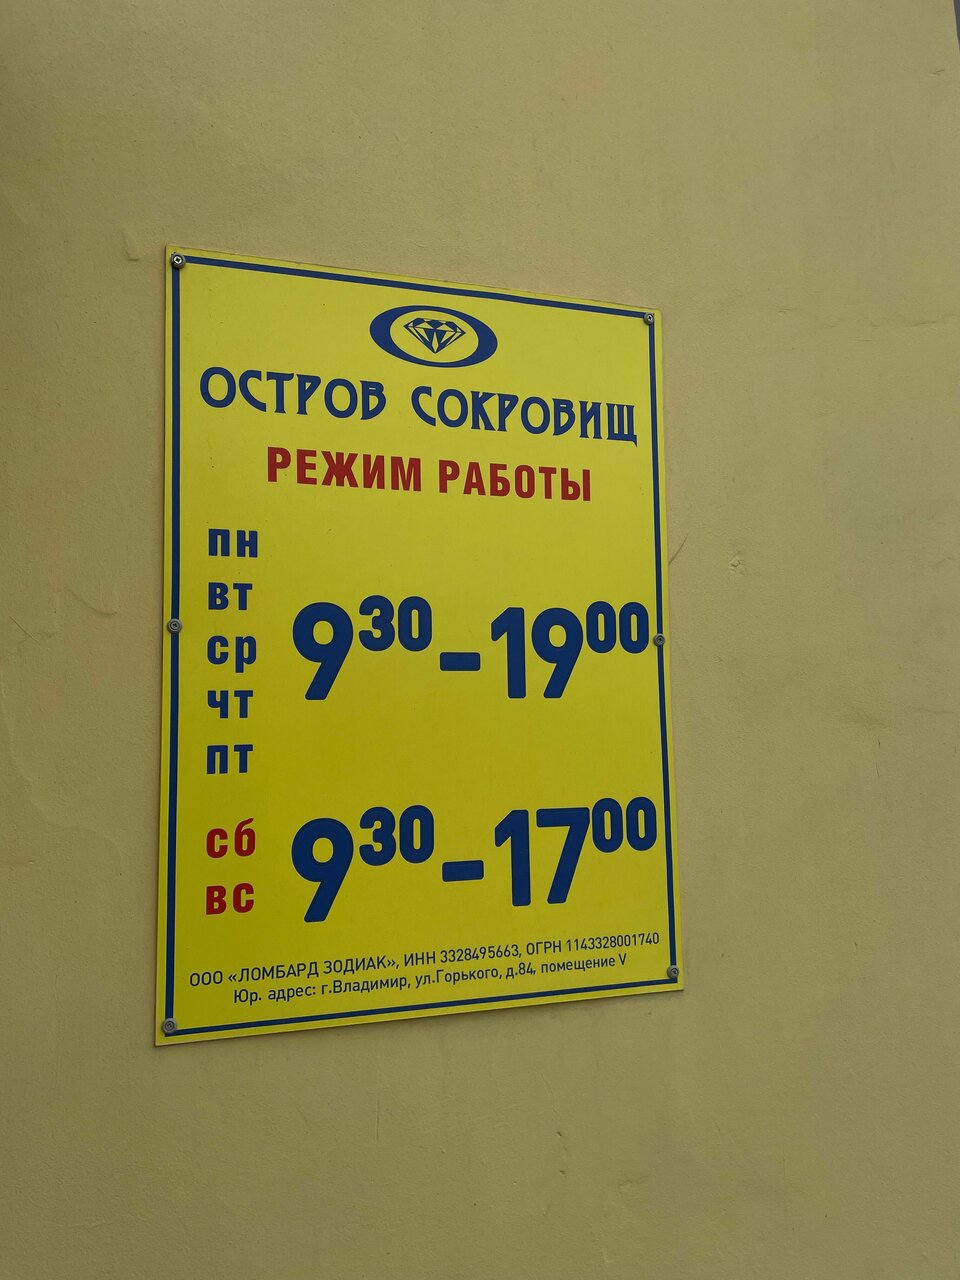 ОСТРОВ СОКРОВИЩ
РЕЖИМ РАБОТЫ
пн
вт
ср
чт
пт
9³⁰-19⁰⁰
сб
вс
9³⁰-17⁰⁰
ООО «ЛОМБАРД ЗОДИАК», ИНН 3328495663, ОГРН 1143328001740
Юр. адрес: г.Владимир, ул.Горького, д.84, помещение V